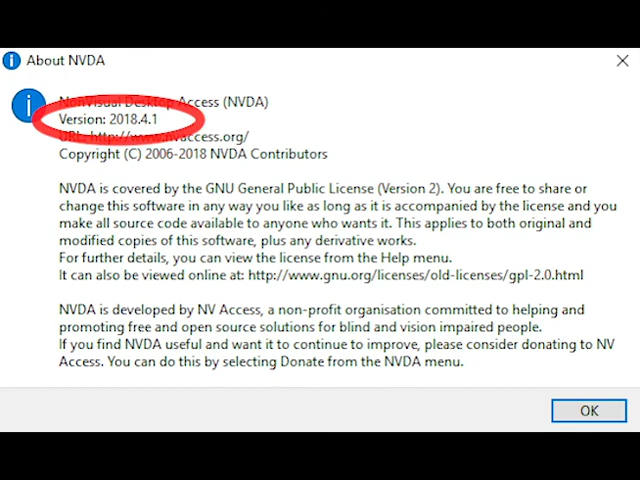 About NVDA
NonVisual Desktop Access (NVDA)
Version: 2018.4.1
URL: http://www.nvaccess.org/
Copyright (C) 2006-2018 NVDA Contributors
NVDA is covered by the GNU General Public License (Version 2). You are free to share or
change this software in any way you like as long as it is accompanied by the license and you
make all source code available to anyone who wants it. This applies to both original and
modified copies of this software, plus any derivative works.
For further details, you can view the license from the Help menu.
It can also be viewed online at: http://www.gnu.org/licenses/old-licenses/gpl-2.0.html
NVDA is developed by NV Access, a non-profit organisation committed to helping and
promoting free and open source solutions for blind and vision impaired people.
If you find NVDA useful and want it to continue to improve, please consider donating to NV
Access. You can do this by selecting Donate from the NVDA menu.
OK